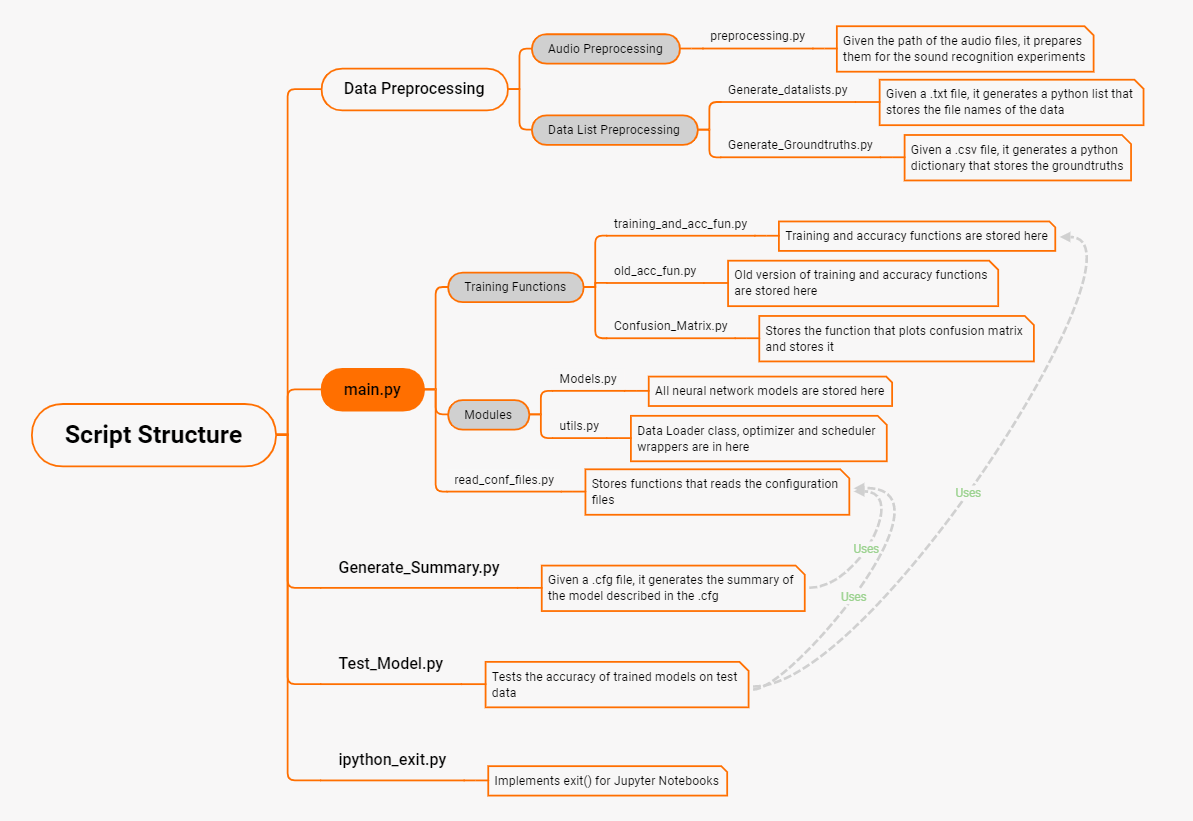 Script Structure
Data Preprocessing
Audio Preprocessing
preprocessing.py
Given the path of the audio files, it prepares
them for the sound recognition experiments
Data List Preprocessing
Generate_datalists.py
Given a .txt file, it generates a python list that
stores the file names of the data
Generate_Groundtruths.py
Given a .csv file, it generates a python
dictionary that stores the groundtruths
main.py
Training Functions
training_and_acc_fun.py
Training and accuracy functions are stored here
old_acc_fun.py
Old version of training and accuracy functions
are stored here
Confusion_Matrix.py
Stores the function that plots confusion matrix
and stores it
Modules
Models.py
All neural network models are stored here
utils.py
Data Loader class, optimizer and scheduler
wrappers are in here
read_conf_files.py
Stores functions that reads the configuration
files
Uses
Uses
Uses
Generate_Summary.py
Given a .cfg file, it generates the summary of
the model described in the .cfg
Test_Model.py
Tests the accuracy of trained models on test
data
ipython_exit.py
Implements exit() for Jupyter Notebooks